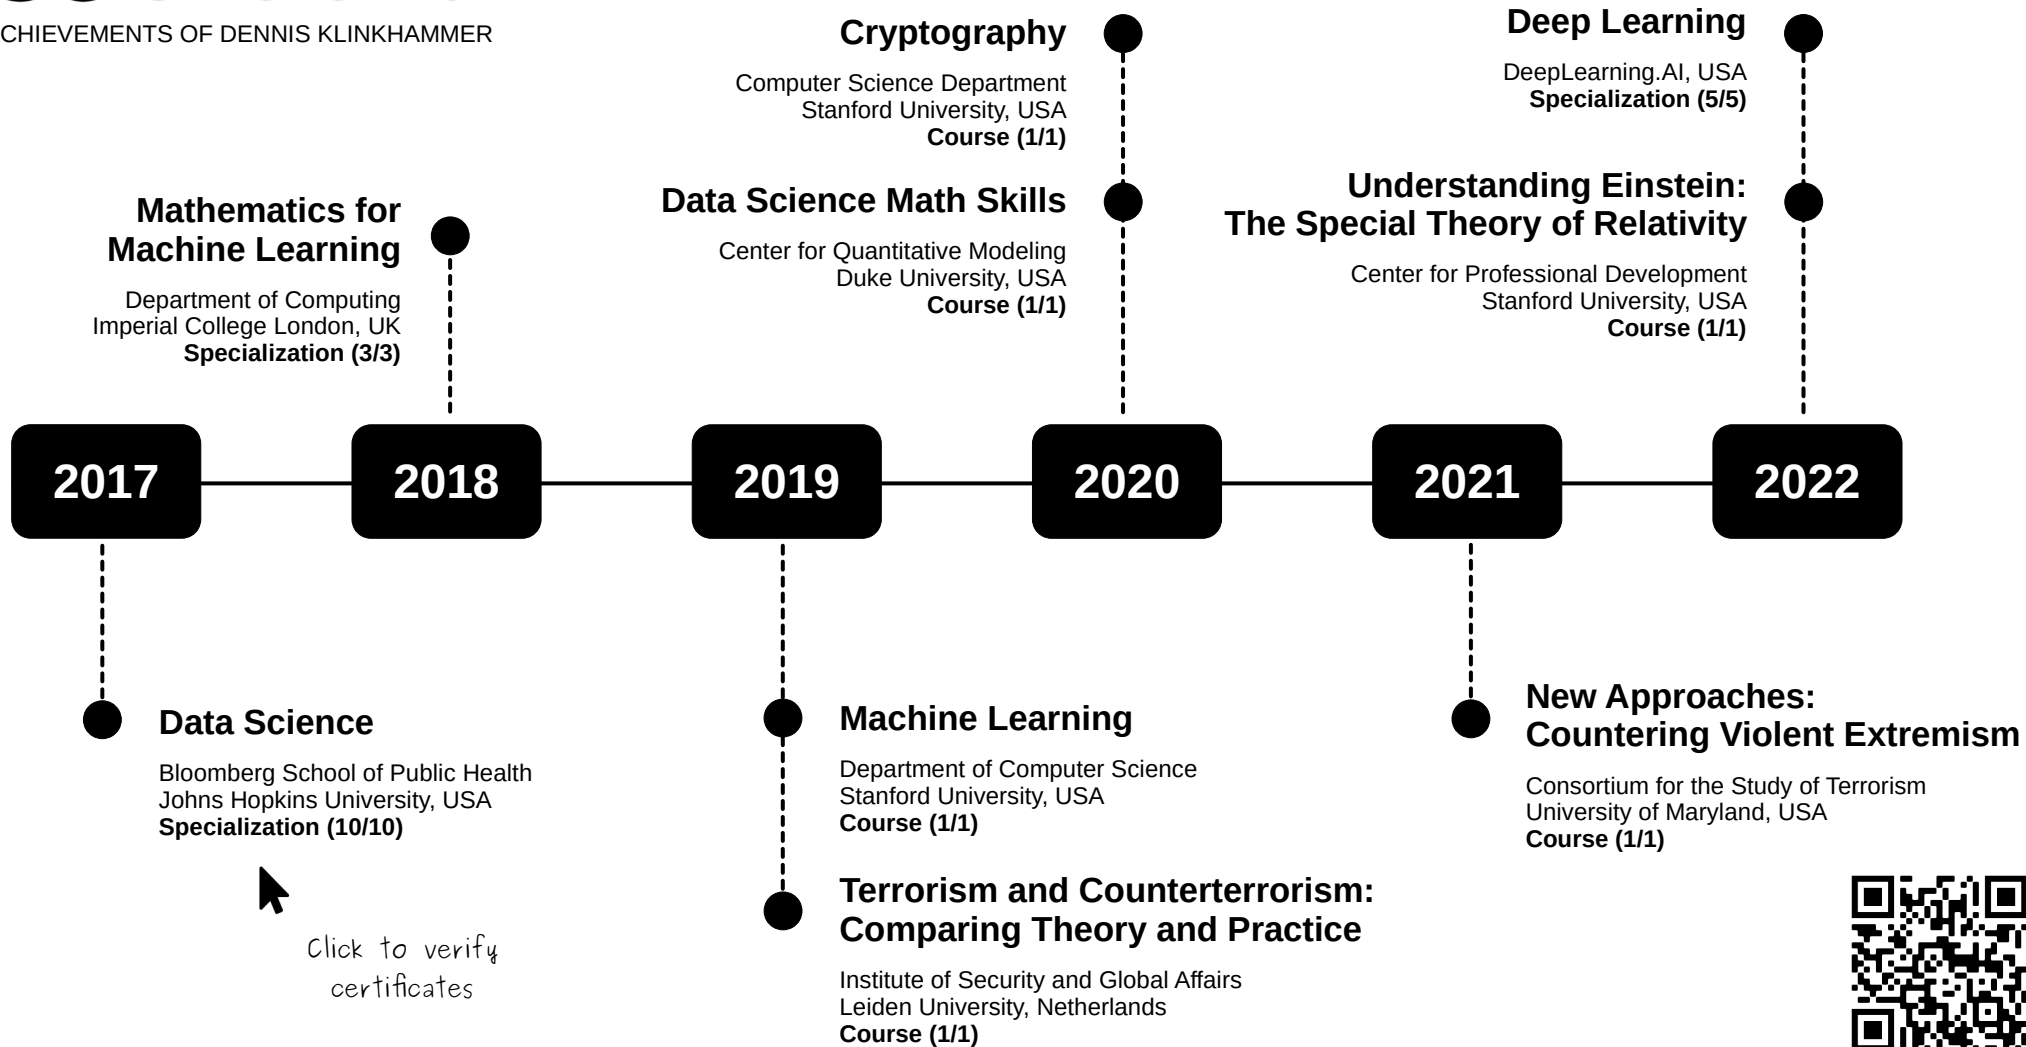 CHIEVEMENTS OF DENNIS KLINKHAMMER
Cryptography
Computer Science Department
Stanford University, USA
Course (1/1)
Deep Learning
DeepLearning.AI, USA
Specialization (5/5)
Mathematics for
Machine Learning
Department of Computing
Imperial College London, UK
Specialization (3/3)
Data Science Math Skills
Center for Quantitative Modeling
Duke University, USA
Course (1/1)
Understanding Einstein:
The Special Theory of Relativity
Center for Professional Development
Stanford University, USA
Course (1/1)
2017
2018
2019
2020
2021
2022
Data Science
Bloomberg School of Public Health
Johns Hopkins University, USA
Specialization (10/10)
Click to verify
certificates
Machine Learning
Department of Computer Science
Stanford University, USA
Course (1/1)
Terrorism and Counterterrorism:
Comparing Theory and Practice
Institute of Security and Global Affairs
Leiden University, Netherlands
Course (1/1)
New Approaches:
Countering Violent Extremism
Consortium for the Study of Terrorism
University of Maryland, USA
Course (1/1)